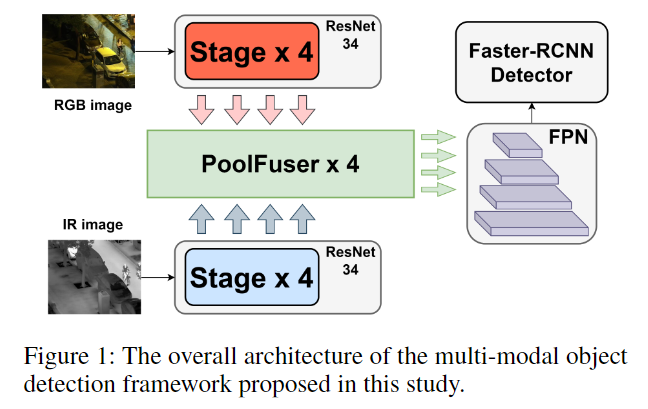 RGB image
Stage x 4
ResNet
34
PoolFuser x 4
Faster-RCNN
Detector
FPN
IR image
Stage x 4
ResNet
34
Figure 1: The overall architecture of the multi-modal object
detection framework proposed in this study.